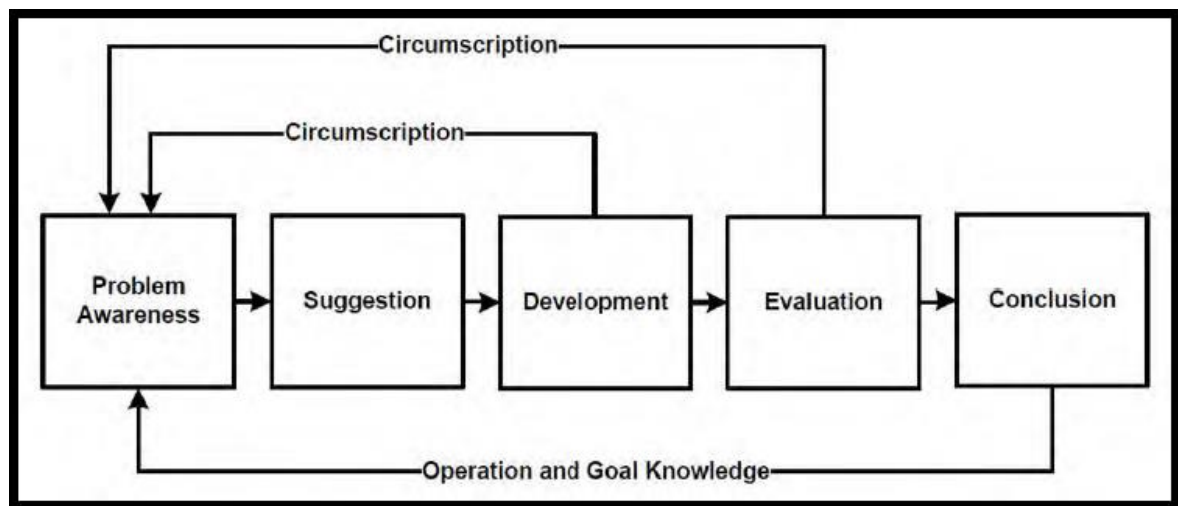 Circumscription
Circumscription
Problem
Awareness
Suggestion
Development
Evaluation
Conclusion
Operation and Goal Knowledge